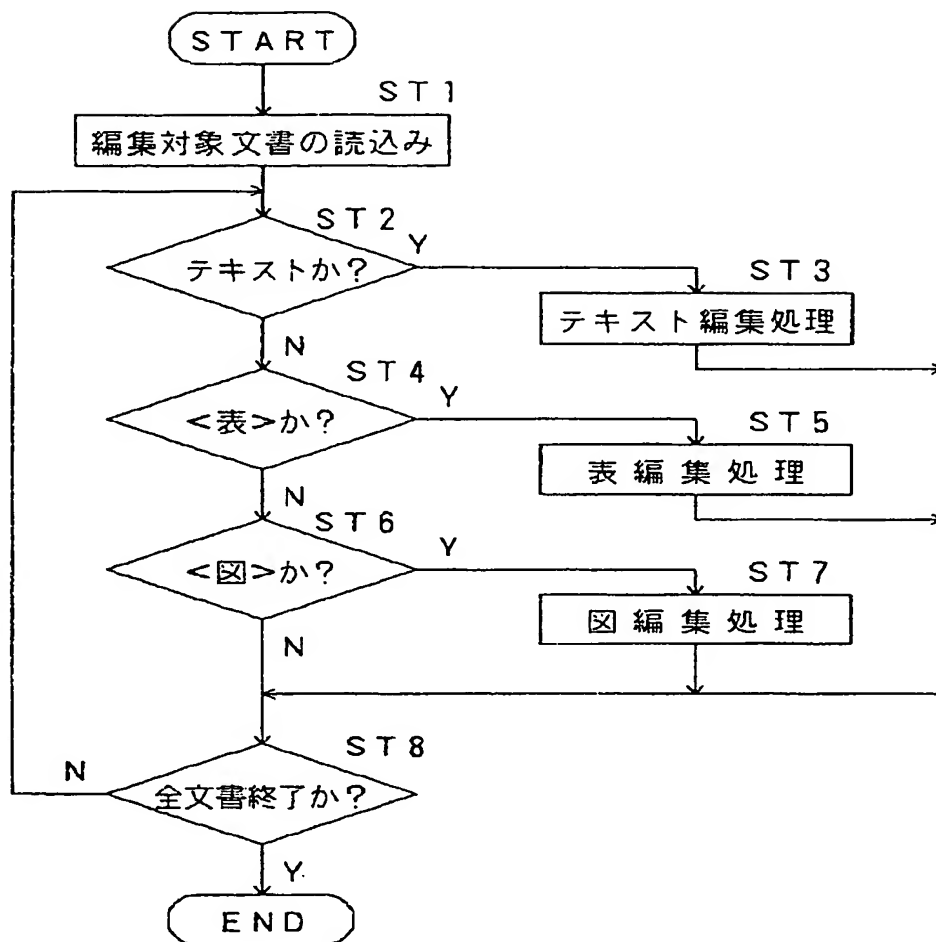 START
ST1
編集対象文書の読込み
ST2
Y
テキストか?
ST3
テキスト編集処理
N
ST4
Y
<表>か?
ST5
表編集処理
N
ST6
Y
<図>か?
ST7
図編集処理
N
ST8
N
全文書終了か?
Y
END